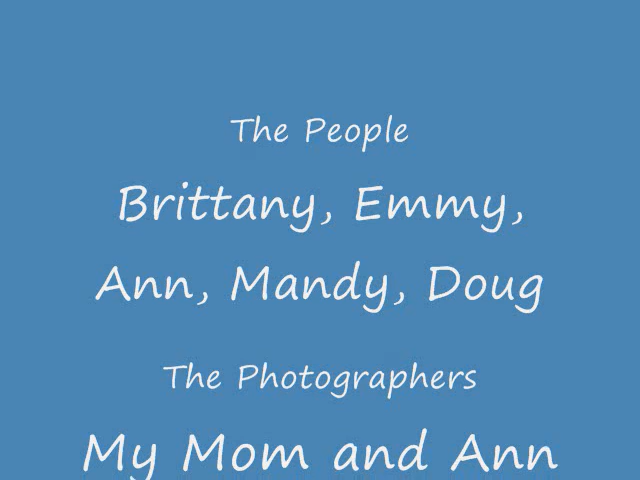 The People
Brittany, Emmy,
Ann, Mandy, Doug
The Photographers
My Mom and Ann